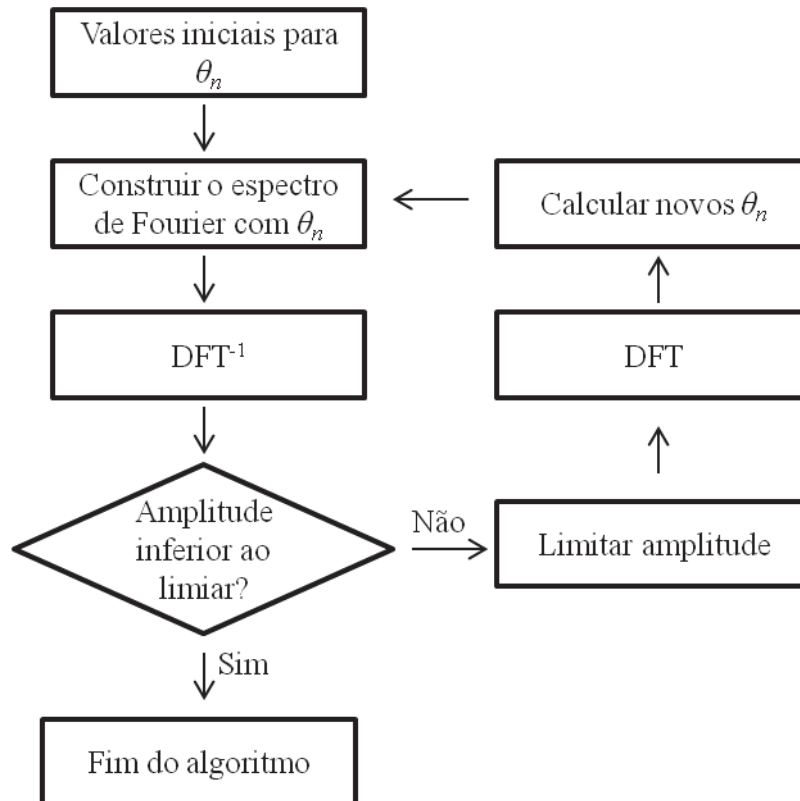 Valores iniciais para
θₙ
Construir o espectro
de Fourier com θₙ
Calcular novos θₙ
DFT⁻¹
DFT
Amplitude
inferior ao
limiar?
Não
Limitar amplitude
Sim
Fim do algoritmo